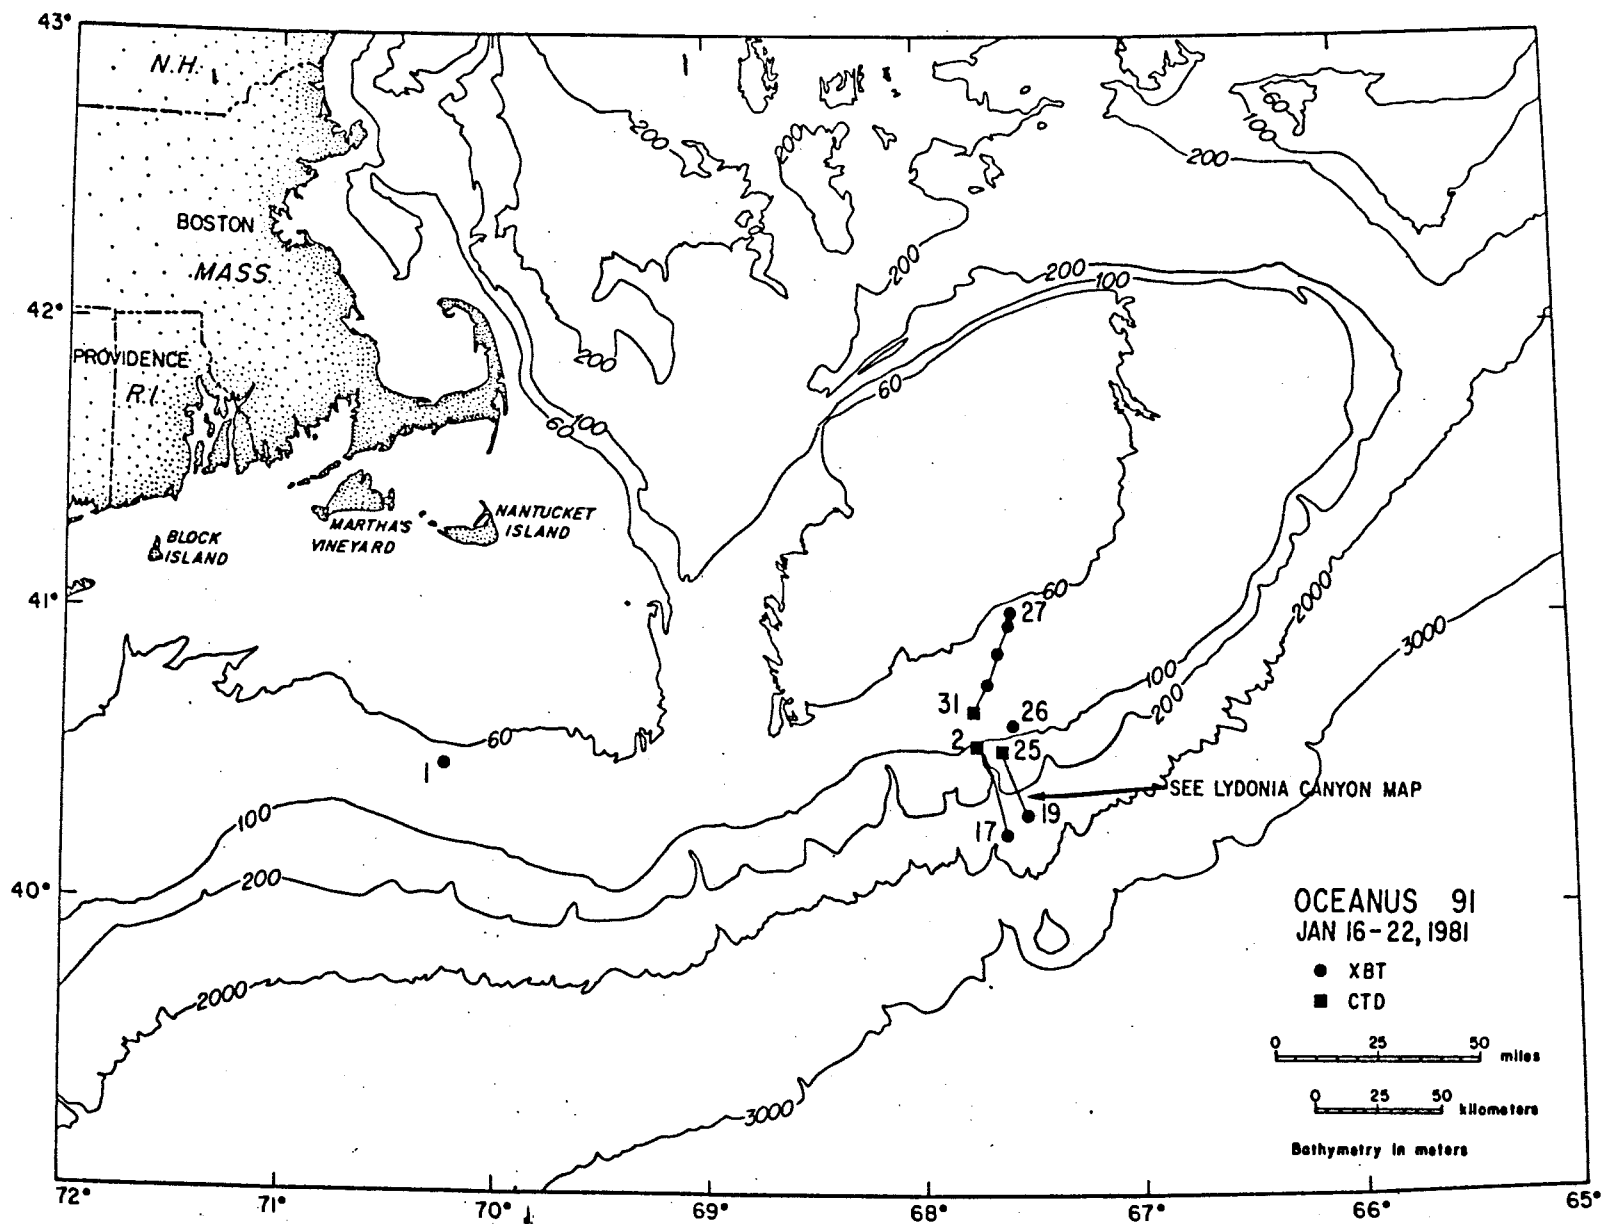 43°
N.H.
BOSTON
MASS.
42°
PROVIDENCE
R.I.
BLOCK
ISLAND
MARTHA'S
VINEYARD
NANTUCKET
ISLAND
41°
40°
200
200
200
60
100
200
200
200
100
60
100
60
60
27
31
26
2
25
19
17
1
60
100
200
2000
3000
100
200
2000
3000
SEE LYDONIA CANYON MAP
OCEANUS 91
JAN 16-22, 1981
XBT
CTD
0 25 50 miles
0 25 50 kilometers
Bathymetry in meters
72° 71° 70° 69° 68° 67° 66° 65°